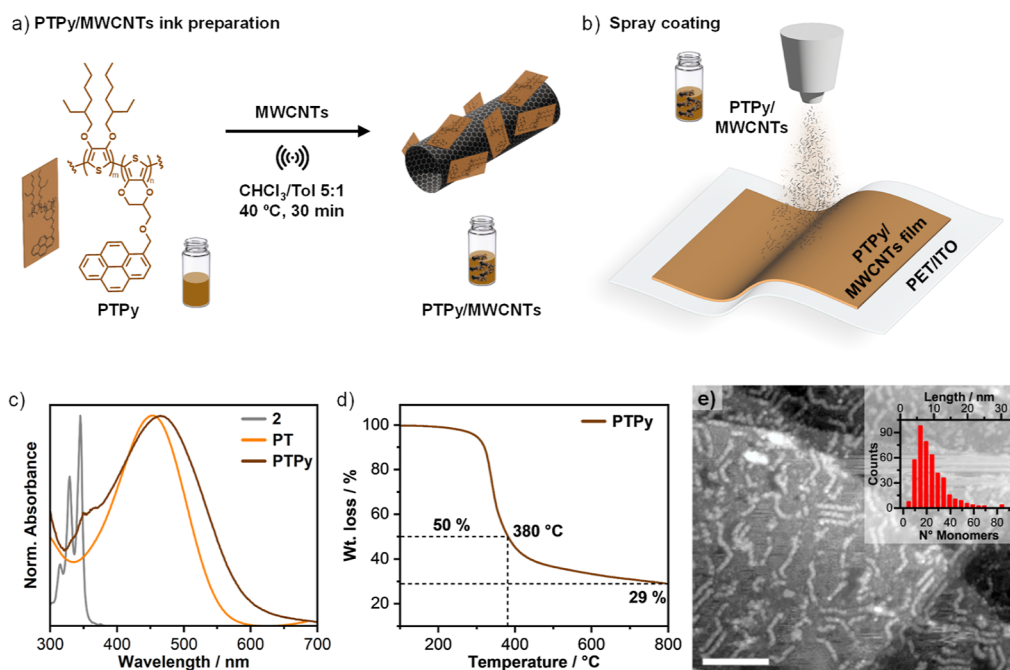 a) PTPy/MWCNTs ink preparation
O
O
S
S
m
n
O
O
O
PTPy
MWCNTs
CHCl₃/Tol 5:1
40 ºC, 30 min
PTPy/MWCNTs
b) Spray coating
PTPy/
MWCNTs
PTPy/
MWCNTs film
PET/ITO
c)
2
PT
PTPy
Norm. Absorbance
300 400 500 600 700
Wavelength / nm
d)
PTPy
Wt. loss / %
100
80
60
40
20
50 %
380 °C
29 %
200 400 600 800
Temperature / °C
e)
Length / nm
0 10 20 30
Counts
90
60
30
0
0 20 40 60 80
N° Monomers